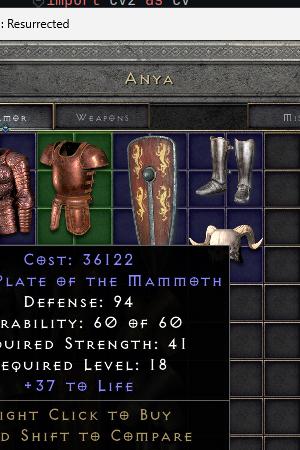 import cv2 as cv
: Resurrected
Anya
Weapons
Cost: 36122
Plate of the Mammoth
Defense: 94
rability: 60 of 60
quired Strength: 41
equired Level: 18
+37 to Life
ight Click to Buy
d Shift to Compare